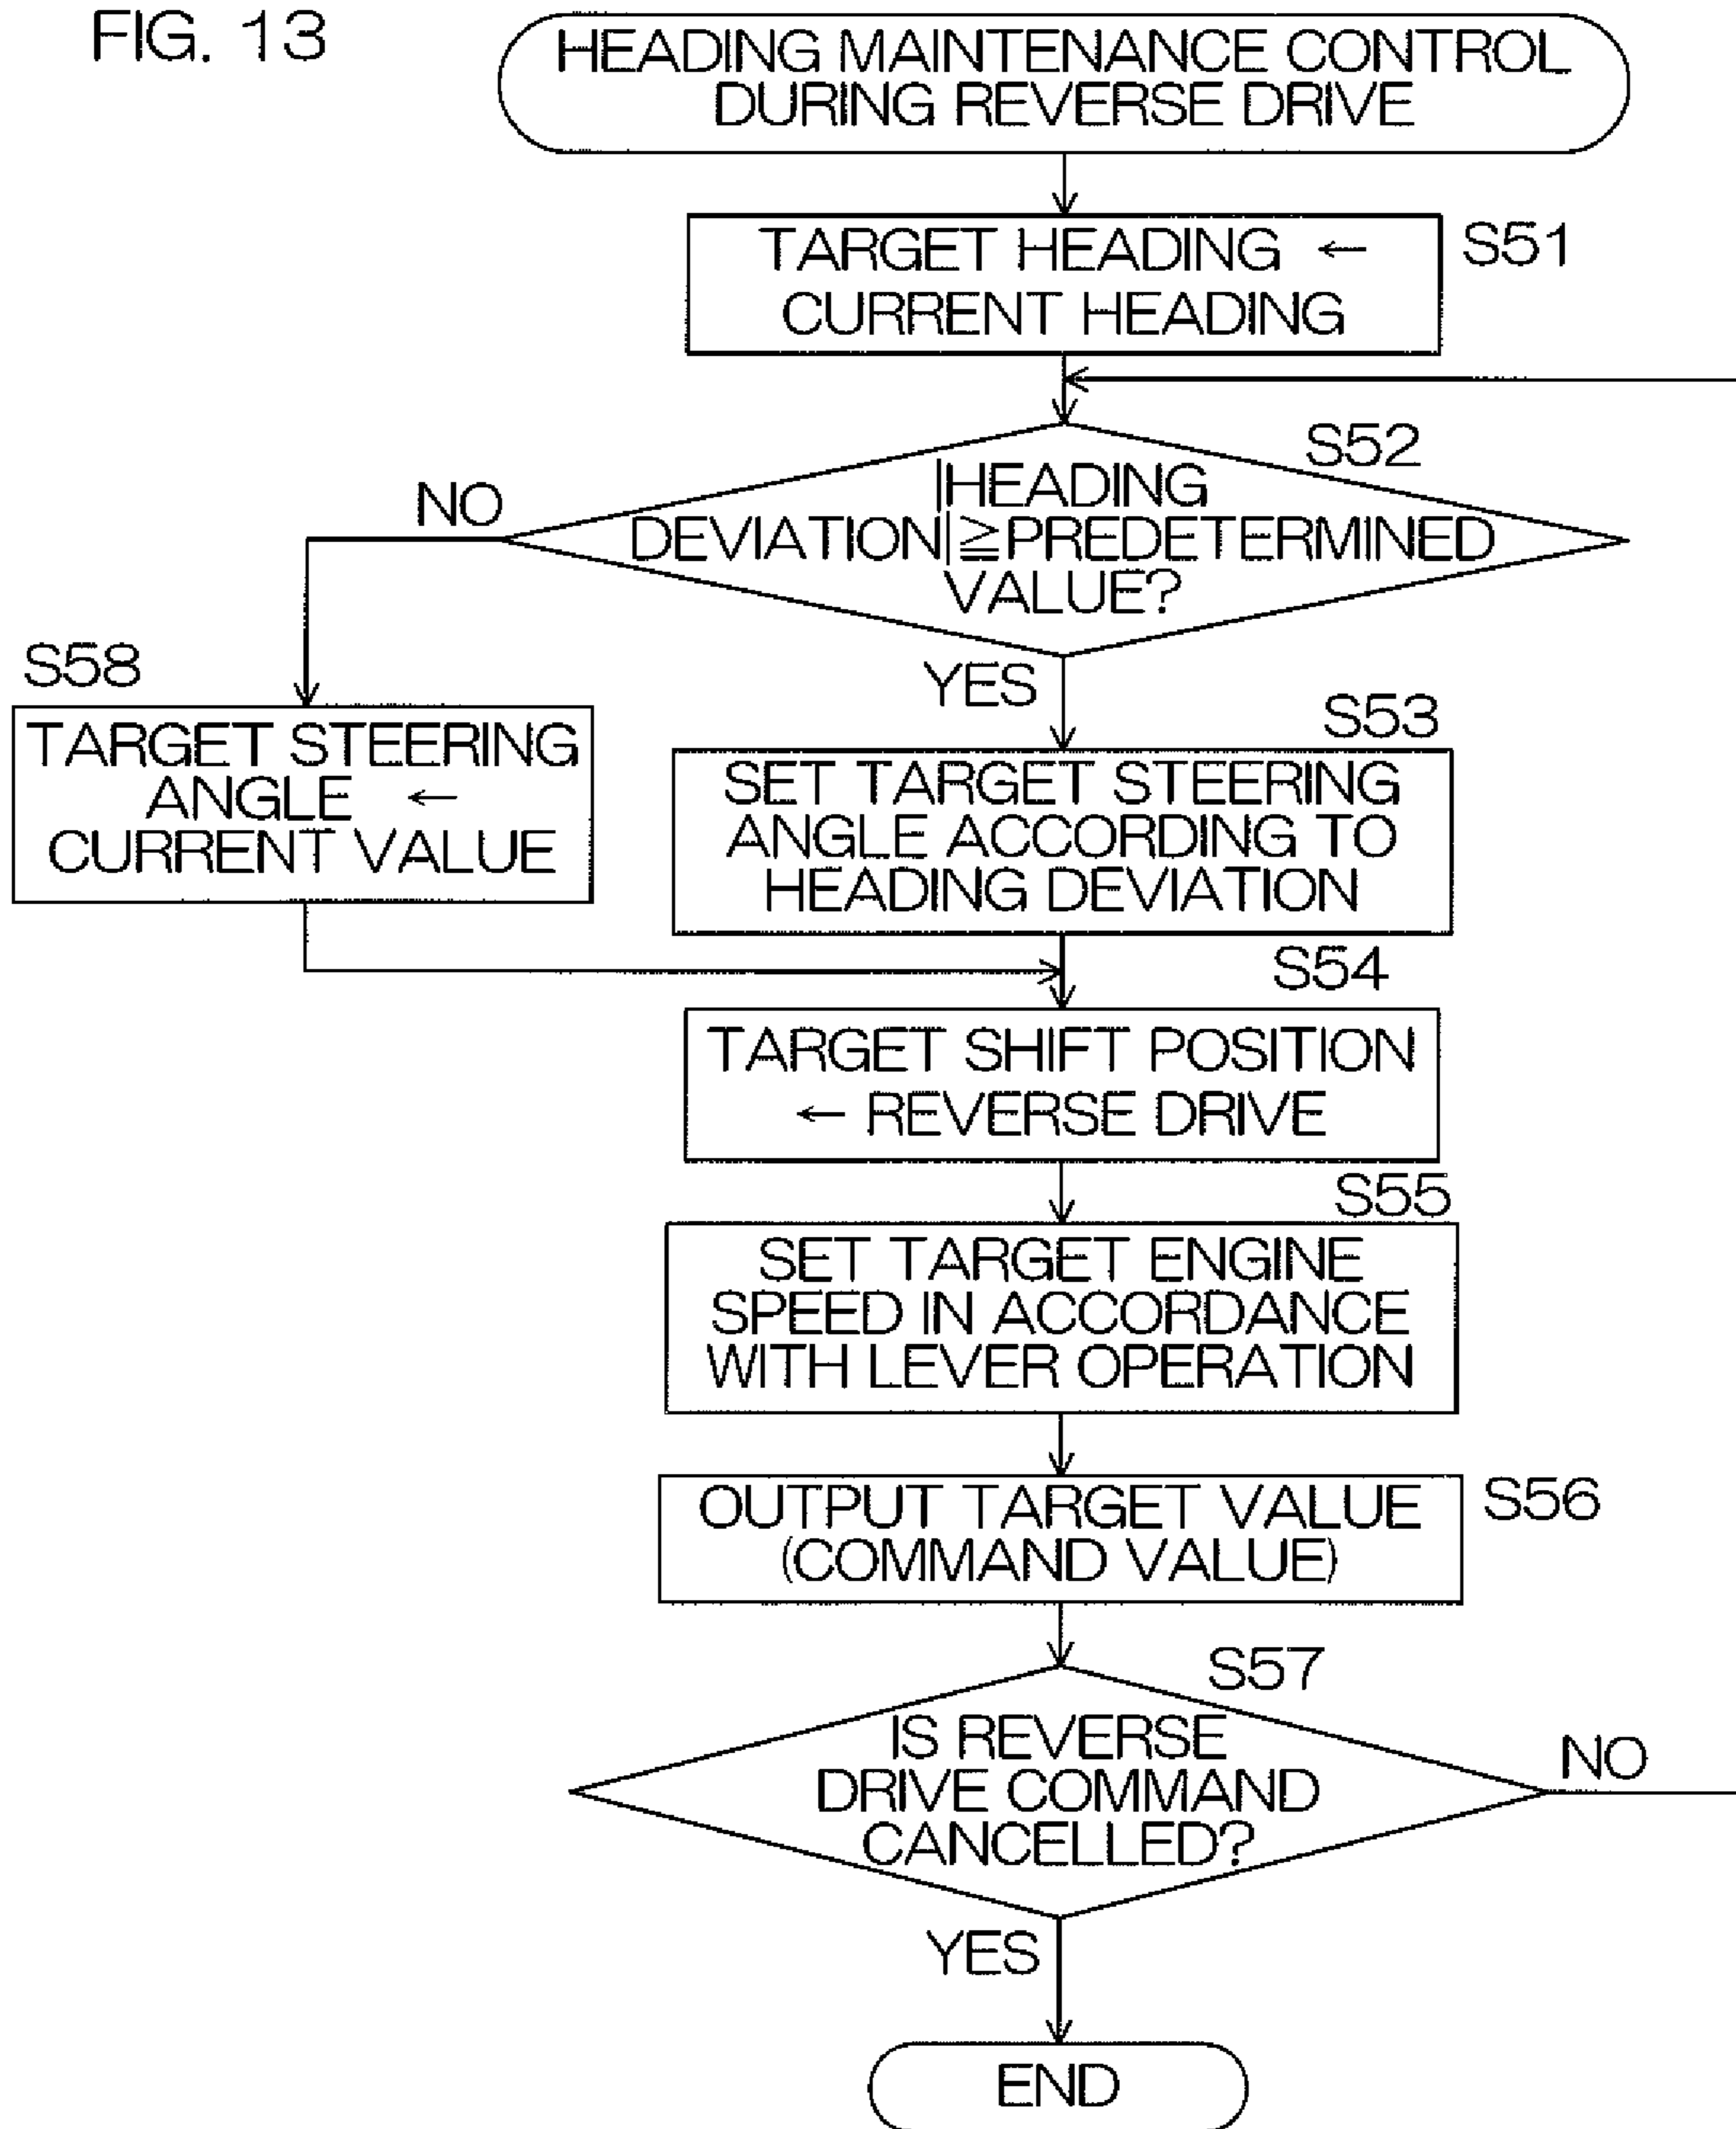 FIG. 13
HEADING MAINTENANCE CONTROL
DURING REVERSE DRIVE
TARGET HEADING ←
CURRENT HEADING
S51
S52
|HEADING
DEVIATION|≧PREDETERMINED
VALUE?
NO
YES
S58
TARGET STEERING
ANGLE ←
CURRENT VALUE
S53
SET TARGET STEERING
ANGLE ACCORDING TO
HEADING DEVIATION
S54
TARGET SHIFT POSITION
← REVERSE DRIVE
S55
SET TARGET ENGINE
SPEED IN ACCORDANCE
WITH LEVER OPERATION
OUTPUT TARGET VALUE
(COMMAND VALUE)
S56
S57
IS REVERSE
DRIVE COMMAND
CANCELLED?
NO
YES
END